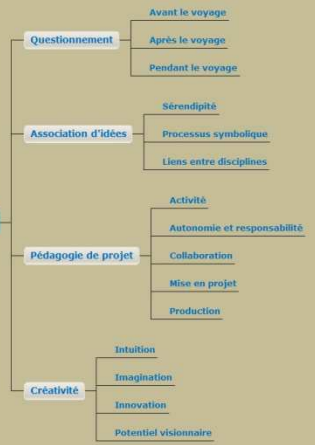 Questionnement
Avant le voyage
Après le voyage
Pendant le voyage
Association d'idées
Sérendipité
Processus symbolique
Liens entre disciplines
Pédagogie de projet
Activité
Autonomie et responsabilité
Collaboration
Mise en projet
Production
Créativité
Intuition
Imagination
Innovation
Potentiel visionnaire